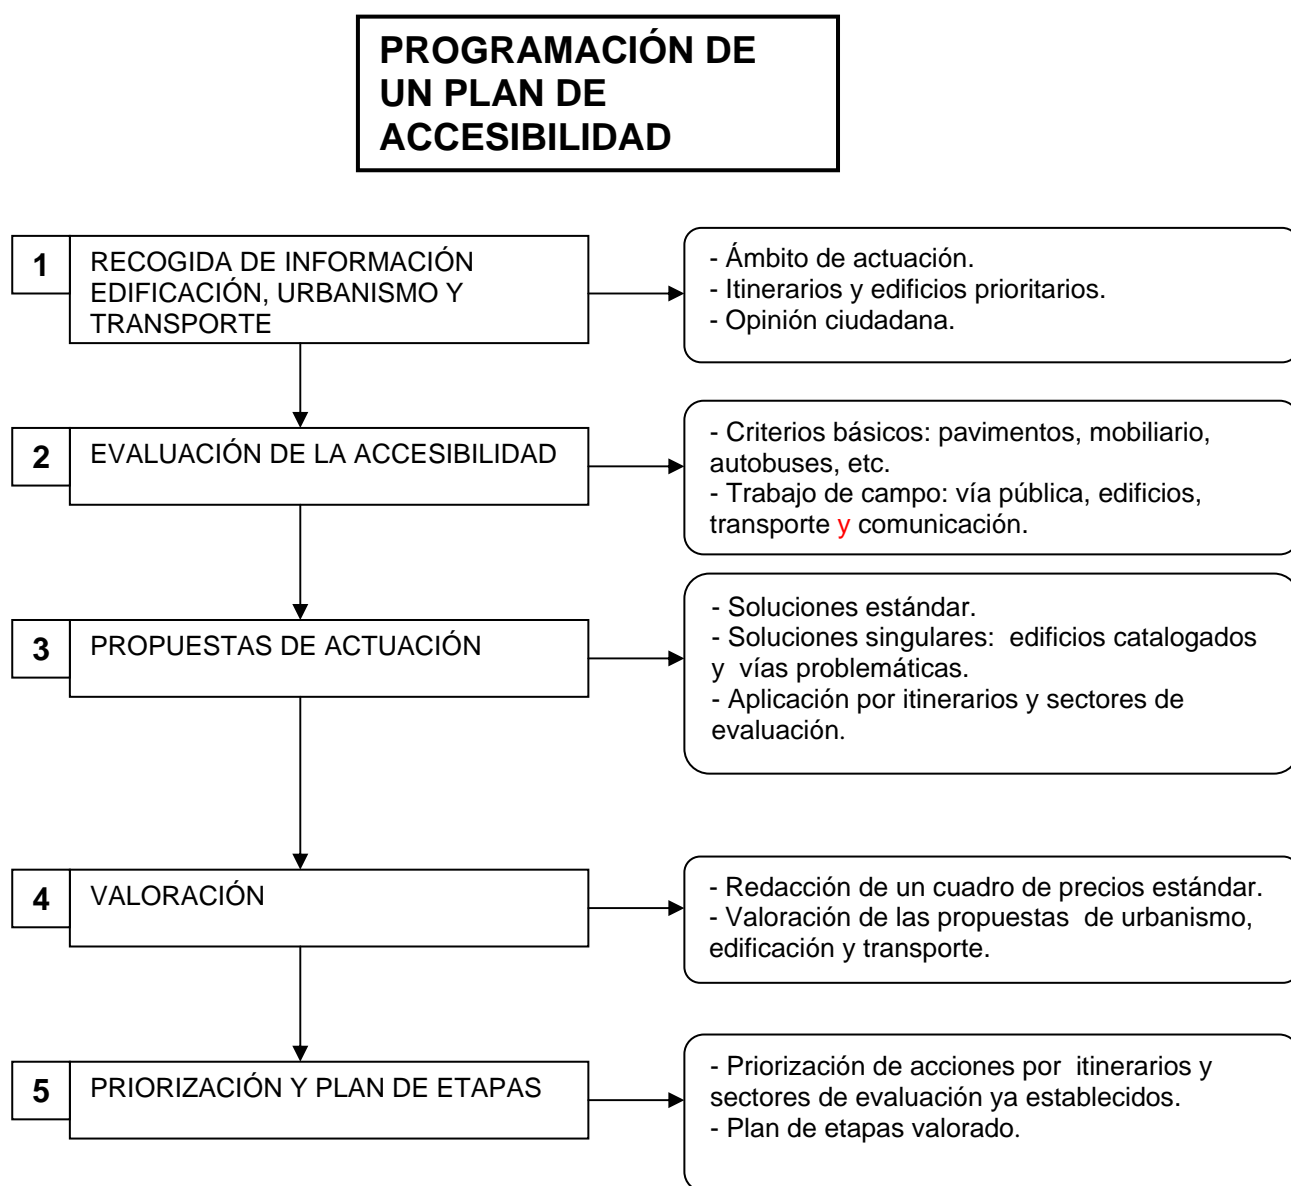 PROGRAMACIÓN DE
UN PLAN DE
ACCESIBILIDAD
1
RECOGIDA DE INFORMACIÓN
EDIFICACIÓN, URBANISMO Y
TRANSPORTE
- Ámbito de actuación.
- Itinerarios y edificios prioritarios.
- Opinión ciudadana.
2
EVALUACIÓN DE LA ACCESIBILIDAD
- Criterios básicos: pavimentos, mobiliario,
autobuses, etc.
- Trabajo de campo: vía pública, edificios,
transporte y comunicación.
3
PROPUESTAS DE ACTUACIÓN
- Soluciones estándar.
- Soluciones singulares: edificios catalogados
y vías problemáticas.
- Aplicación por itinerarios y sectores de
evaluación.
4
VALORACIÓN
- Redacción de un cuadro de precios estándar.
- Valoración de las propuestas de urbanismo,
edificación y transporte.
5
PRIORIZACIÓN Y PLAN DE ETAPAS
- Priorización de acciones por itinerarios y
sectores de evaluación ya establecidos.
- Plan de etapas valorado.